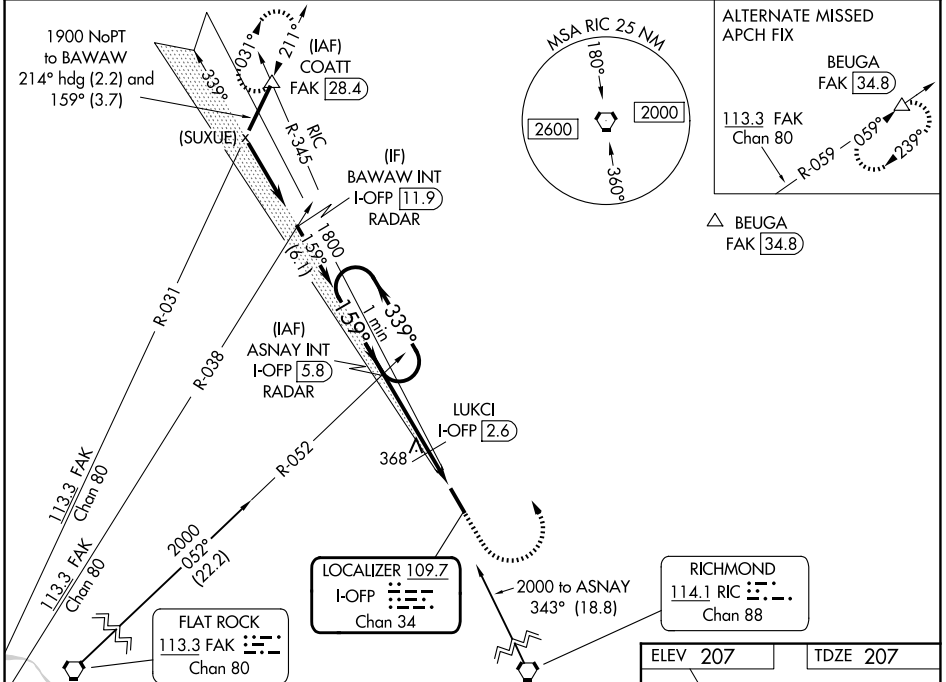 1900 NoPT
to BAWAW
214° hdg (2.2) and
159° (3.7)
339°
031°
211°
(IAF)
COATT
FAK 28.4
(SUXUE)
RIC
R-345
(IF)
BAWAW INT
I-OFP 11.9
RADAR
MSA RIC 25 NM
180°
2600
2000
360°
ALTERNATE MISSED
APCH FIX
BEUGA
FAK 34.8
113.3 FAK
Chan 80
R-059
059°
239°
BEUGA
FAK 34.8
1800
159°
(6.1)
1 min
159°
339°
(IAF)
ASNAY INT
I-OFP 5.8
RADAR
R-031
R-038
R-052
LUKCI
I-OFP 2.6
368
113.3 FAK
Chan 80
113.3 FAK
Chan 80
2000
052°
(22.2)
LOCALIZER 109.7
I-OFP
Chan 34
2000 to ASNAY
343° (18.8)
RICHMOND
114.1 RIC
Chan 88
FLAT ROCK
113.3 FAK
Chan 80
ELEV 207
TDZE 207